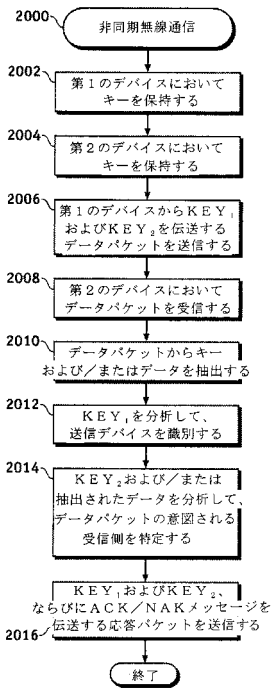 2000
非同期無線通信
2002
第1のデバイスにおいて
キーを保持する
2004
第2のデバイスにおいて
キーを保持する
2006
第1のデバイスからKEY₁
およびKEY₂を伝送する
データパケットを送信する
2008
第2のデバイスにおいて
データパケットを受信する
2010
データパケットからキー
および/またはデータを抽出する
2012
KEY₁を分析して、
送信デバイスを識別する
2014
KEY₂および/または
抽出されたデータを分析して、
データパケットの意図される
受信側を特定する
KEY₁およびKEY₂、
ならびにACK/NAKメッセージを
伝送する応答パケットを送信する
2016
終了